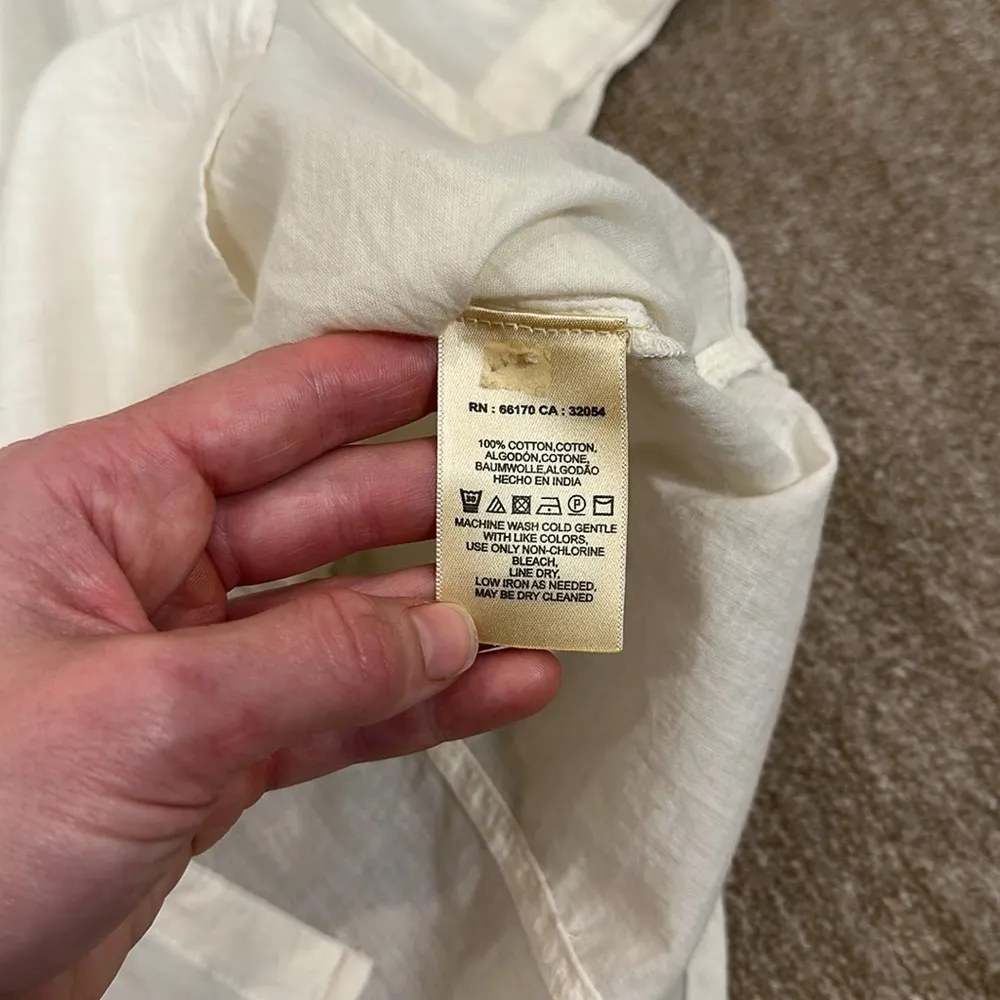 RN : 66170 CA : 32054
100% COTTON,COTON,
ALGODÓN,COTONE,
BAUMWOLLE,ALGODÃO
HECHO EN INDIA
30
P
MACHINE WASH COLD GENTLE
WITH LIKE COLORS,
USE ONLY NON-CHLORINE
BLEACH,
LINE DRY,
LOW IRON AS NEEDED,
MAY BE DRY CLEANED